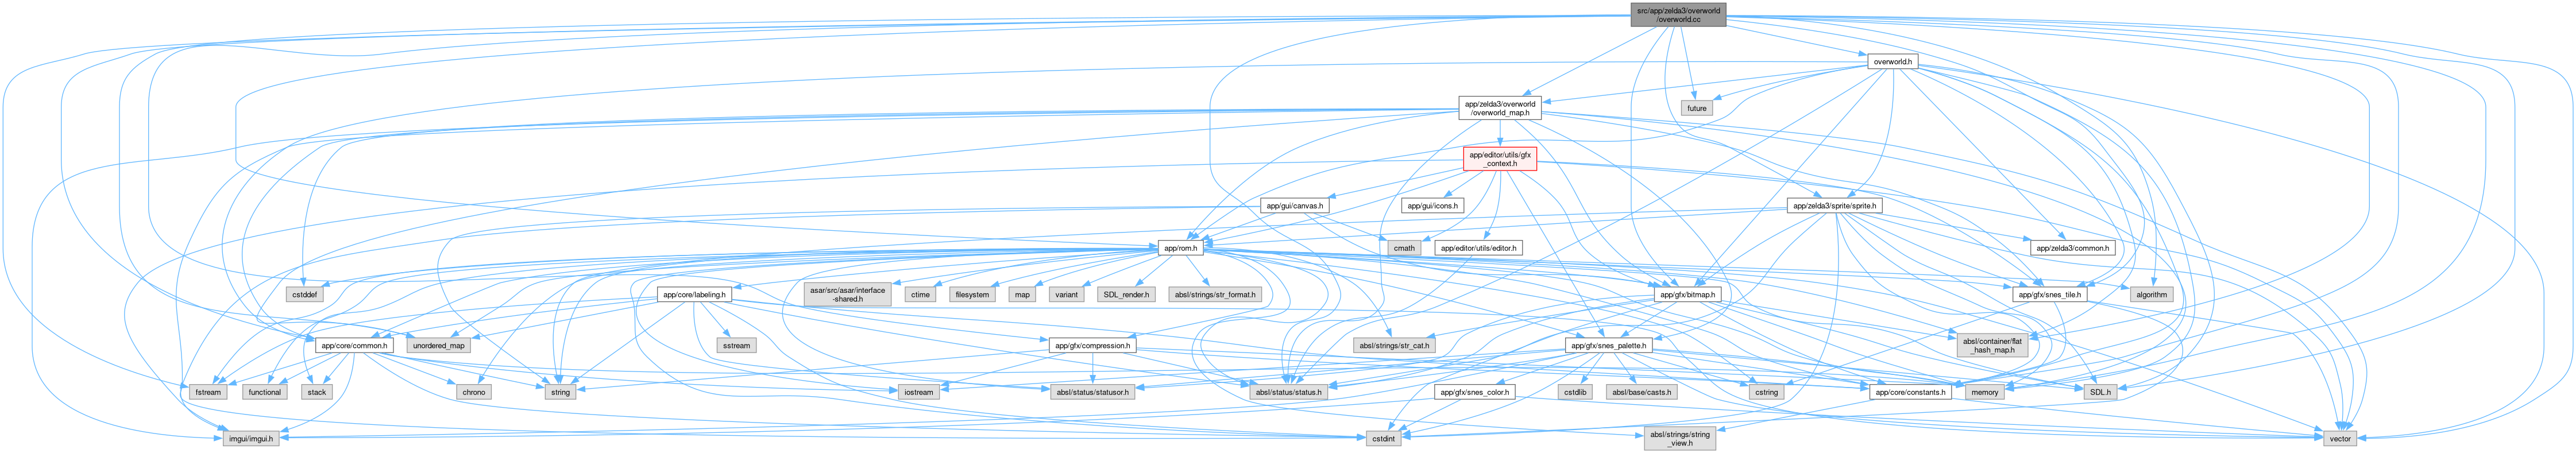 src/app/zelda3/overworld
/overworld.cc
overworld.h
future
app/zelda3/overworld
/overworld_map.h
app/editor/utils/gfx
_context.h
app/gui/canvas.h
app/gui/icons.h
app/zelda3/sprite/sprite.h
app/rom.h
cmath
app/editor/utils/editor.h
app/zelda3/common.h
cstddef
app/core/labeling.h
asar/src/asar/interface
-shared.h
ctime
filesystem
map
variant
SDL_render.h
absl/strings/str_format.h
app/gfx/bitmap.h
app/gfx/snes_tile.h
algorithm
app/core/common.h
unordered_map
sstream
app/gfx/compression.h
absl/strings/str_cat.h
app/gfx/snes_palette.h
absl/container/flat
_hash_map.h
fstream
functional
stack
chrono
string
iostream
absl/status/statusor.h
absl/status/status.h
app/gfx/snes_color.h
cstdlib
absl/base/casts.h
cstring
app/core/constants.h
memory
SDL.h
imgui/imgui.h
cstdint
absl/strings/string
_view.h
vector